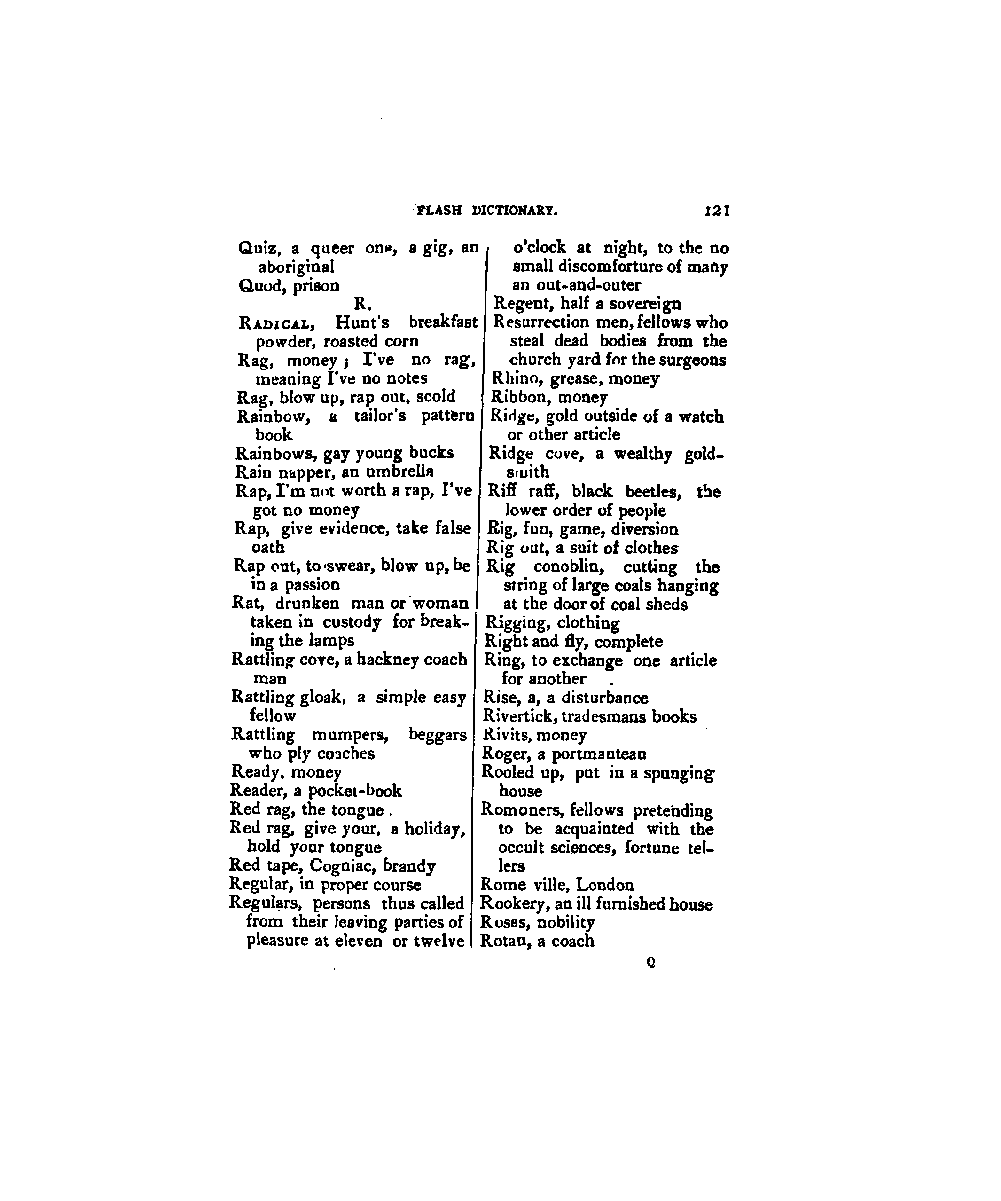 FLASH DICTIONARY. 121
Quiz, a queer one, a gig, an
aboriginal
Quod, prison
R.
RADICAL, Hunt's breakfast
powder, roasted corn
Rag, money; I've no rag,
meaning I've no notes
Rag, blow up, rap out, scold
Rainbow, a tailor's pattern
book
Rainbows, gay young bucks
Rain napper, an umbrella
Rap, I'm not worth a rap, I've
got no money
Rap, give evidence, take false
oath
Rap out, to swear, blow up, be
in a passion
Rat, drunken man or woman
taken in custody for break-
ing the lamps
Rattling cove, a hackney coach
man
Rattling gloak, a simple easy
fellow
Rattling mumpers, beggars
who ply coaches
Ready, money
Reader, a pocket-book
Red rag, the tongue.
Red rag, give your, a holiday,
hold your tongue
Red tape, Cogniac, brandy
Regular, in proper course
Regulars, persons thus called
from their leaving parties of
pleasure at eleven or twelve
o'clock at night, to the no
small discomforture of many
an out-and-outer
Regent, half a sovereign
Resurrection men, fellows who
steal dead bodies from the
church yard for the surgeons
Rhino, grease, money
Ribbon, money
Ridge, gold outside of a watch
or other article
Ridge cove, a wealthy gold-
smith
Riff raff, black beetles, the
lower order of people
Rig, fun, game, diversion
Rig out, a suit of clothes
Rig conoblin, cutting the
string of large coals hanging
at the door of coal sheds
Rigging, clothing
Right and fly, complete
Ring, to exchange one article
for another
Rise, a, a disturbance
Rivertick, tradesmans books
Rivits, money
Roger, a portmantean
Rooled up, put in a spunging
house
Romoners, fellows pretending
to be acquainted with the
occult sciences, fortune tel-
lers
Rome ville, London
Rookery, an ill furnished house
Roses, nobility
Rotan, a coach
Q